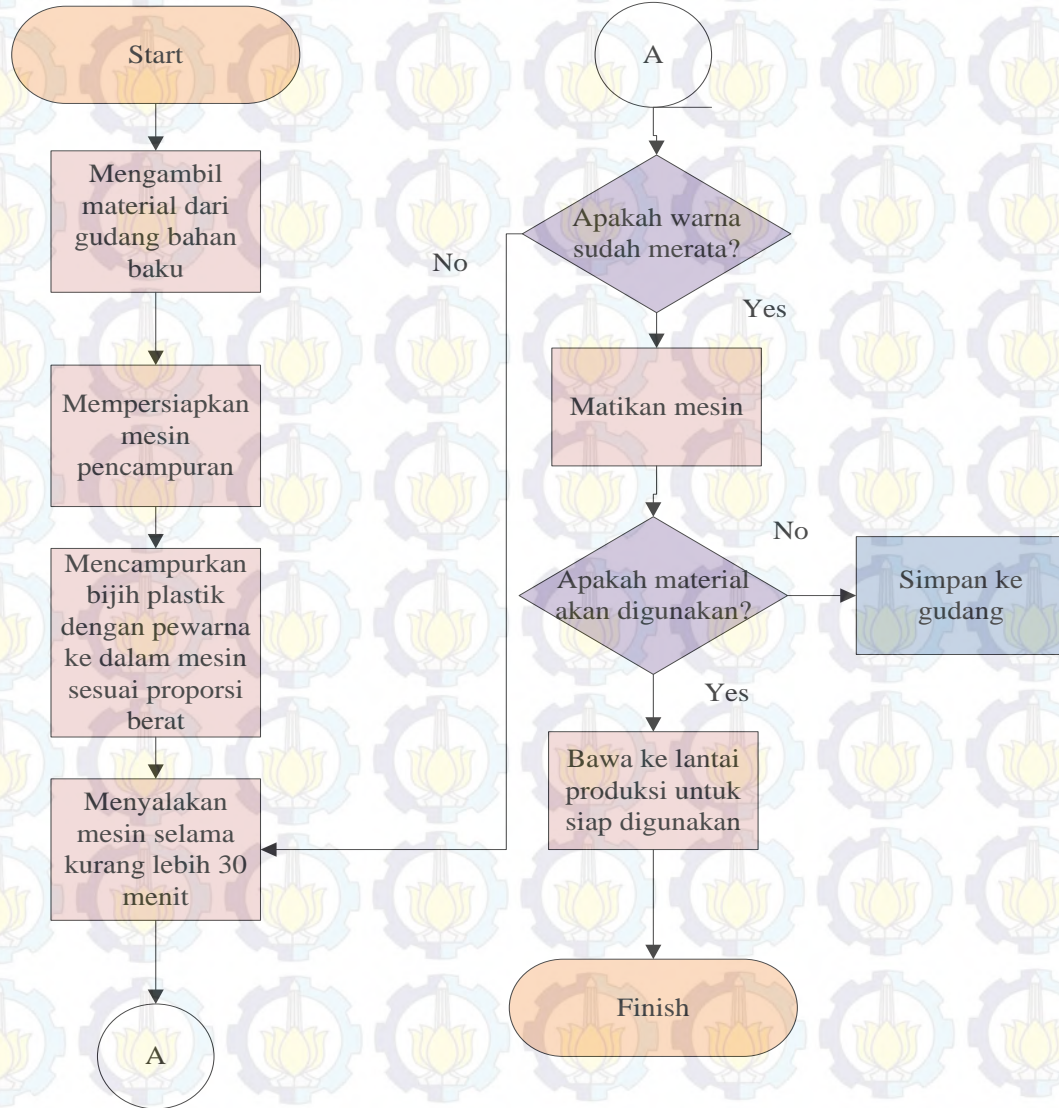 Start
Mengambil
material dari
gudang bahan
baku
Mempersiapkan
mesin
pencampuran
Mencampurkan
bijih plastik
dengan pewarna
ke dalam mesin
sesuai proporsi
berat
Menyalakan
mesin selama
kurang lebih 30
menit
A
A
Apakah warna
sudah merata?
No
Yes
Matikan mesin
Apakah material
akan digunakan?
No
Simpan ke
gudang
Yes
Bawa ke lantai
produksi untuk
siap digunakan
Finish